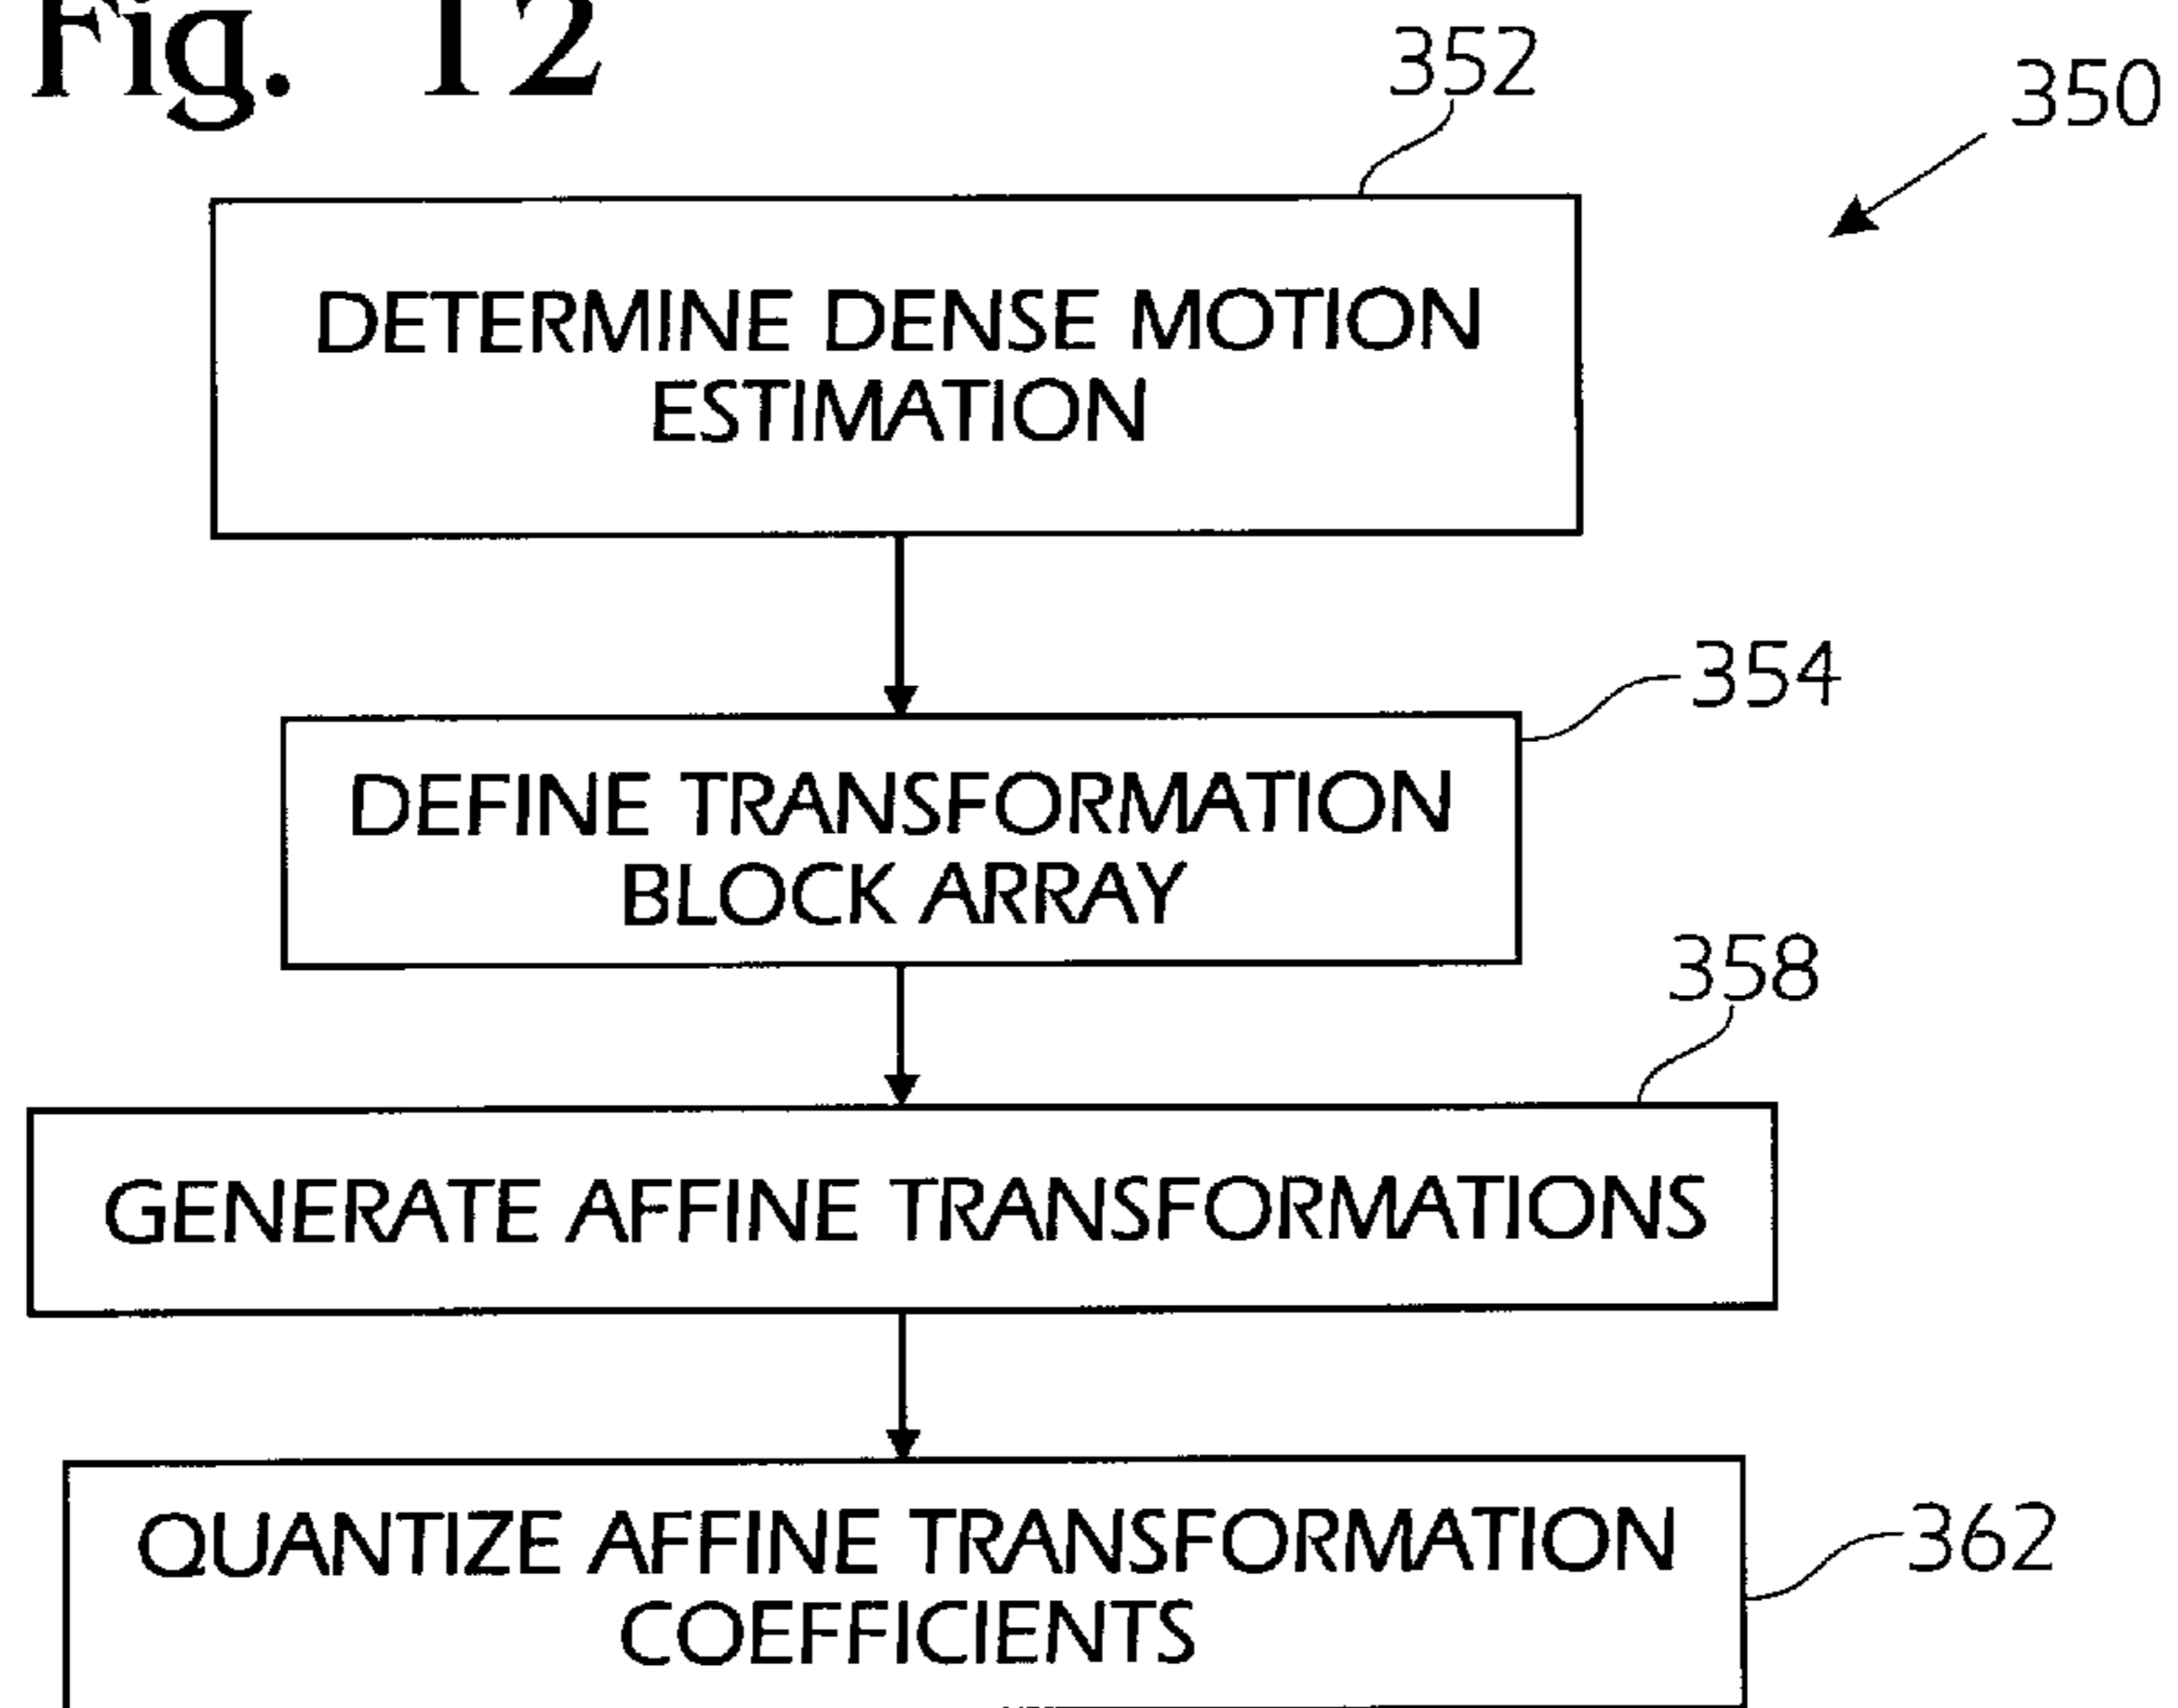 Fig. 12
352
350
DETERMINE DENSE MOTION
ESTIMATION
354
DEFINE TRANSFORMATION
BLOCK ARRAY
358
GENERATE AFFINE TRANSFORMATIONS
QUANTIZE AFFINE TRANSFORMATION
COEFFICIENTS
362